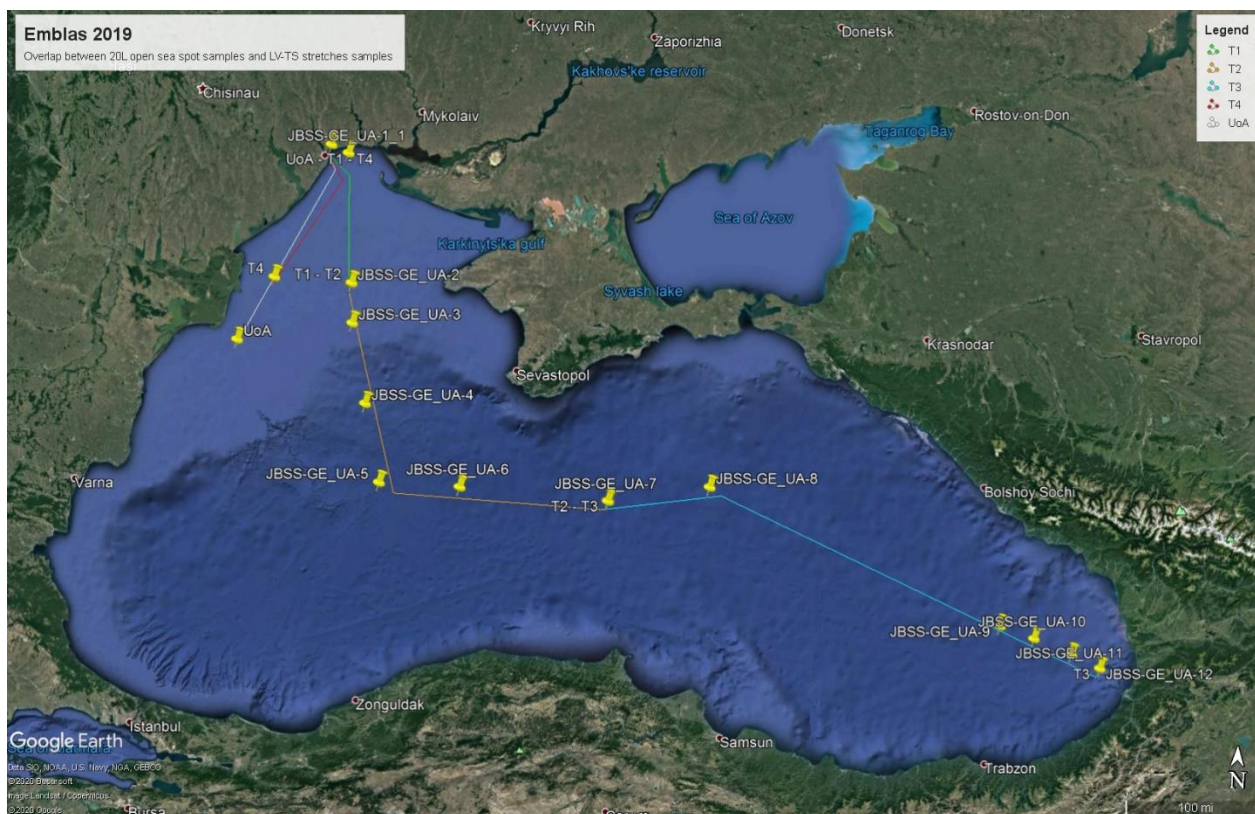 Emblas 2019
Overlap between 20L open sea spot samples and LV-TS stretches samples
Legend
T1
T2
T3
T4
UoA
Kryvyi Rih
Zaporizhia
Donetsk
Kakhovs'ke reservoir
Chisinau
Mykolaiv
Rostov-on-Don
Taganrog Bay
JBSS-GE_UA-1_1
UoA - T1 - T4
Sea of Azov
Karkinyts'ka gulf
T4
T1 - T2
JBSS-GE_UA-2
Syvash lake
JBSS-GE_UA-3
UoA
Krasnodar
Stavropol
Sevastopol
JBSS-GE_UA-4
Varna
JBSS-GE_UA-5
JBSS-GE_UA-6
JBSS-GE_UA-7
JBSS-GE_UA-8
T2 - T3
Bolshoy Sochi
JBSS-GE_UA-10
JBSS-GE_UA-9
JBSS-GE_UA-11
T3
JBSS-GE_UA-12
Zonguldak
İstanbul
Google Earth
Samsun
Trabzon
Data SIO, NOAA, U.S. Navy, NGA, GEBCO
©2020 Basarsoft
Image Landsat / Copernicus
©2020 Google
Bursa
N
100 mi